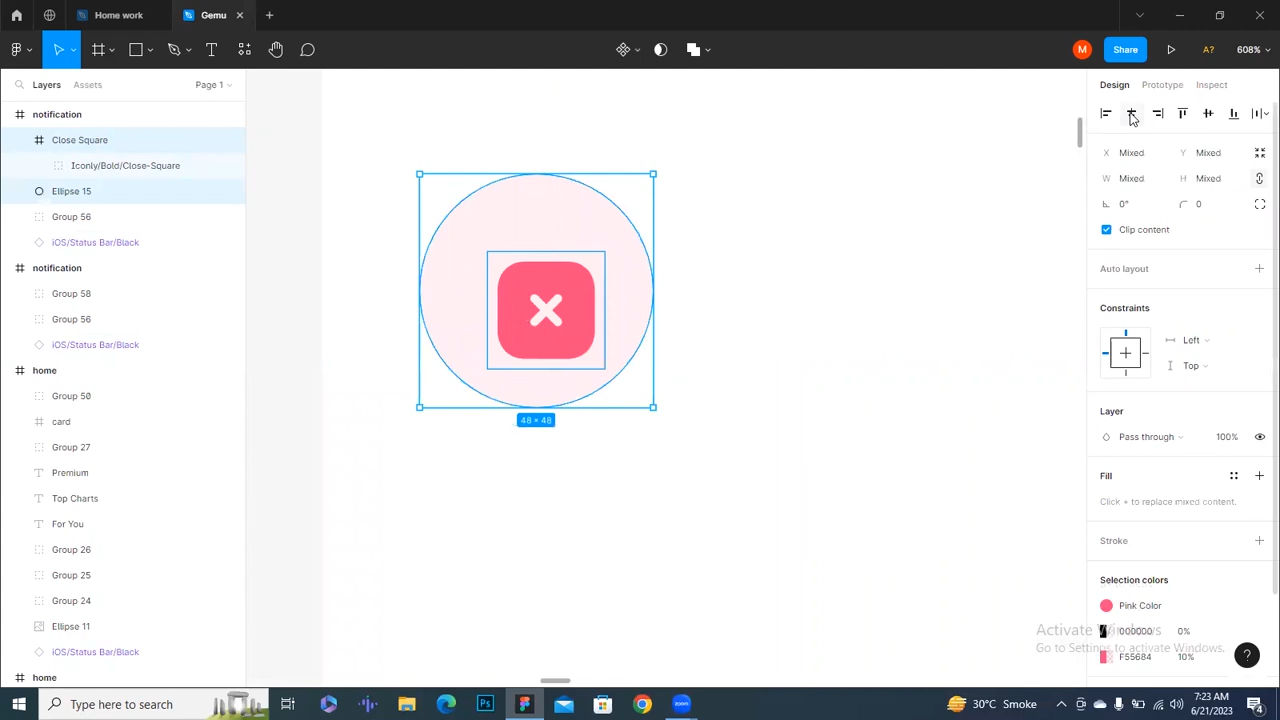 Home work
Gemu
M
Share
A?
608%
Layers
Assets
Page 1
Design
Prototype
Inspect
notification
Close Square
Iconly/Bold/Close-Square
Ellipse 15
Group 56
iOS/Status Bar/Black
notification
Group 58
Group 56
iOS/Status Bar/Black
home
Group 50
card
Group 27
Premium
Top Charts
For You
Group 26
Group 25
Group 24
Ellipse 11
iOS/Status Bar/Black
home
48 × 48
X Mixed
Y Mixed
W Mixed
H Mixed
0°
0
Clip content
Auto layout
Constraints
Left
Top
Layer
Pass through
100%
Fill
Click + to replace mixed content.
Stroke
Selection colors
Pink Color
000000 0%
F55684 10%
Activate Windows
Go to Settings to activate Windows.
?
Type here to search
Ps
zoom
30°C Smoke
7:23 AM
6/21/2023
4